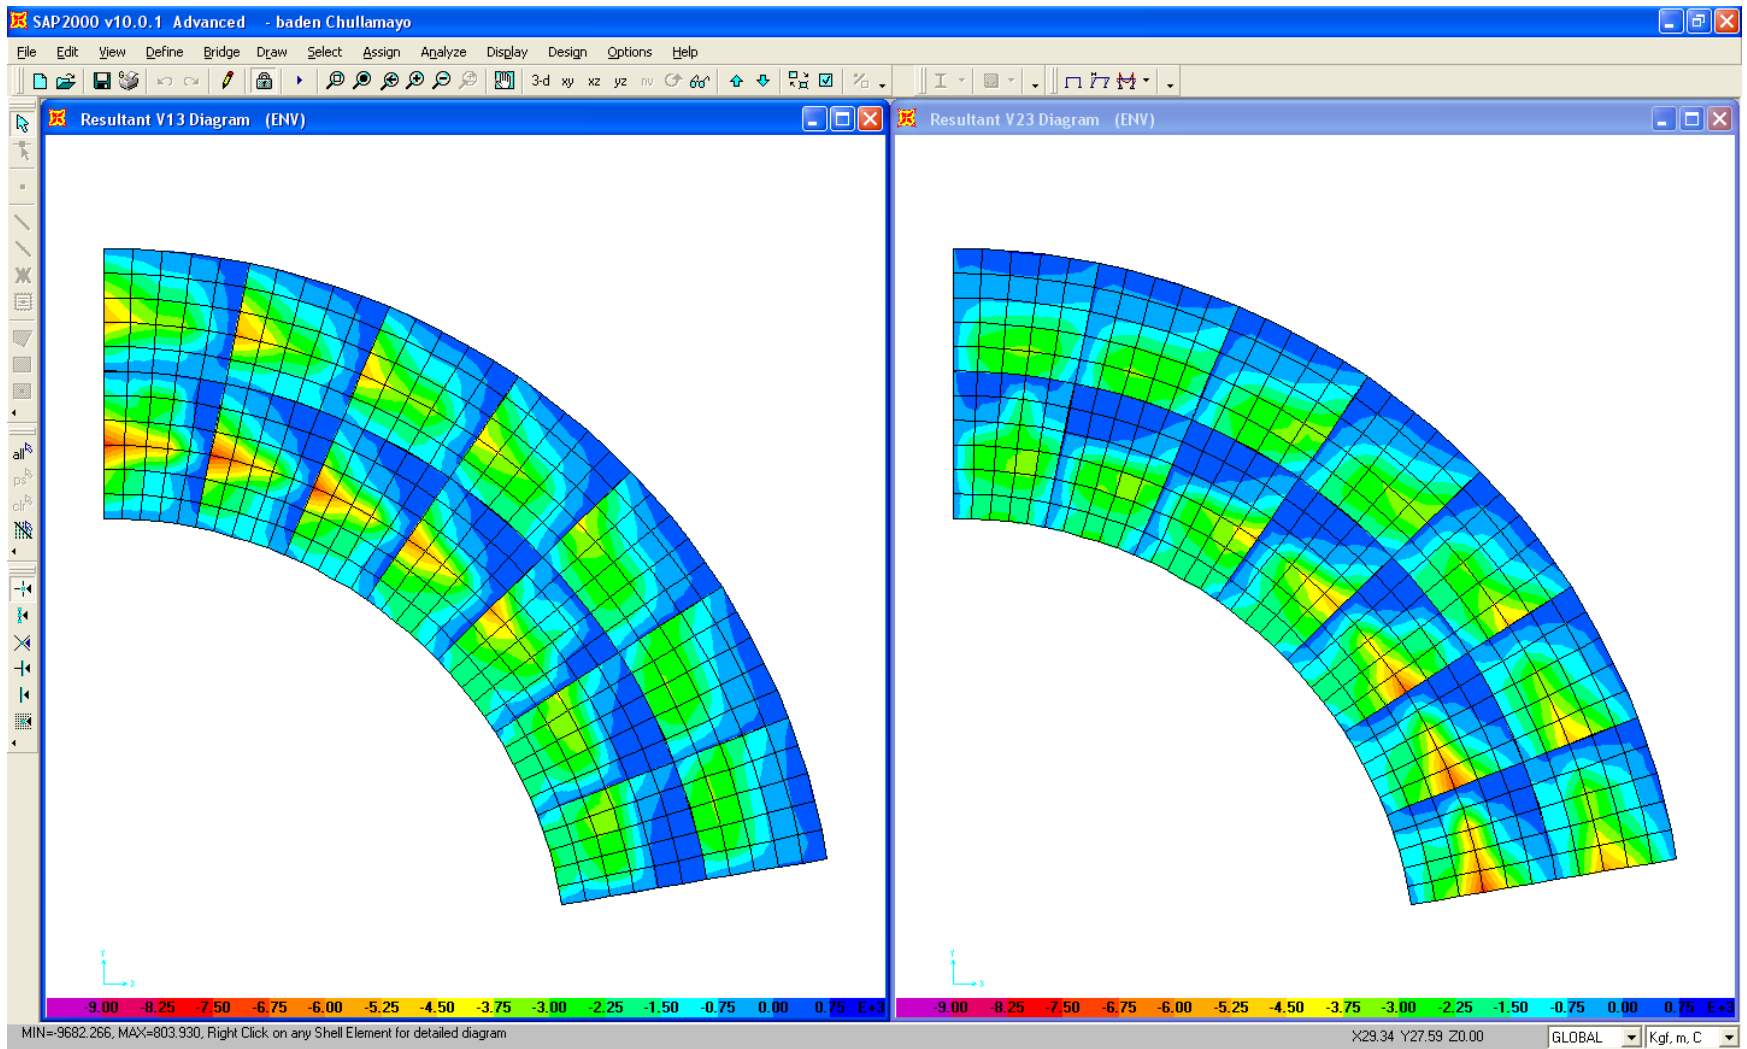 SAP2000 v10.0.1 Advanced - baden Chullamayo
File Edit View Define Bridge Draw Select Assign Analyze Display Design Options Help
3-d xy xz yz nv
Resultant V13 Diagram (ENV)
Resultant V23 Diagram (ENV)
all
ps
clr
Y
X
Y
X
-9.00 -8.25 -7.50 -6.75 -6.00 -5.25 -4.50 -3.75 -3.00 -2.25 -1.50 -0.75 0.00 0.75 E+3
-9.00 -8.25 -7.50 -6.75 -6.00 -5.25 -4.50 -3.75 -3.00 -2.25 -1.50 -0.75 0.00 0.75 E+3
MIN=-9682.266, MAX=803.930, Right Click on any Shell Element for detailed diagram
X29.34 Y27.59 Z0.00
GLOBAL
Kgf, m, C